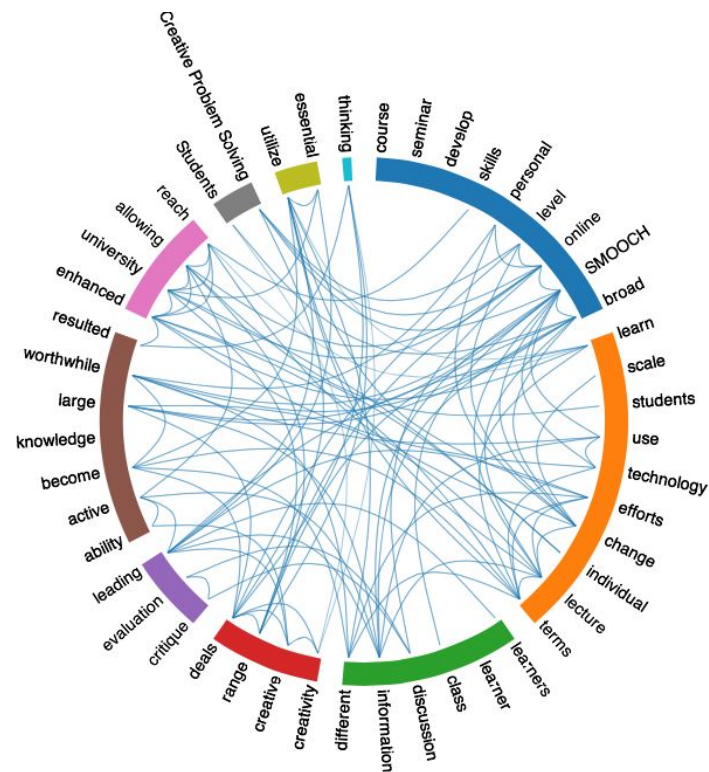 course
seminar
develop
skills
personal
level
online
SMOOCH
broad
learn
scale
students
use
technology
efforts
change
individual
lecture
terms
learners
learner
class
discussion
information
different
creativity
creative
range
deals
critique
evaluation
leading
ability
active
become
knowledge
large
worthwhile
resulted
enhanced
university
allowing
reach
Students
Creative Problem Solving
utilize
essential
thinking